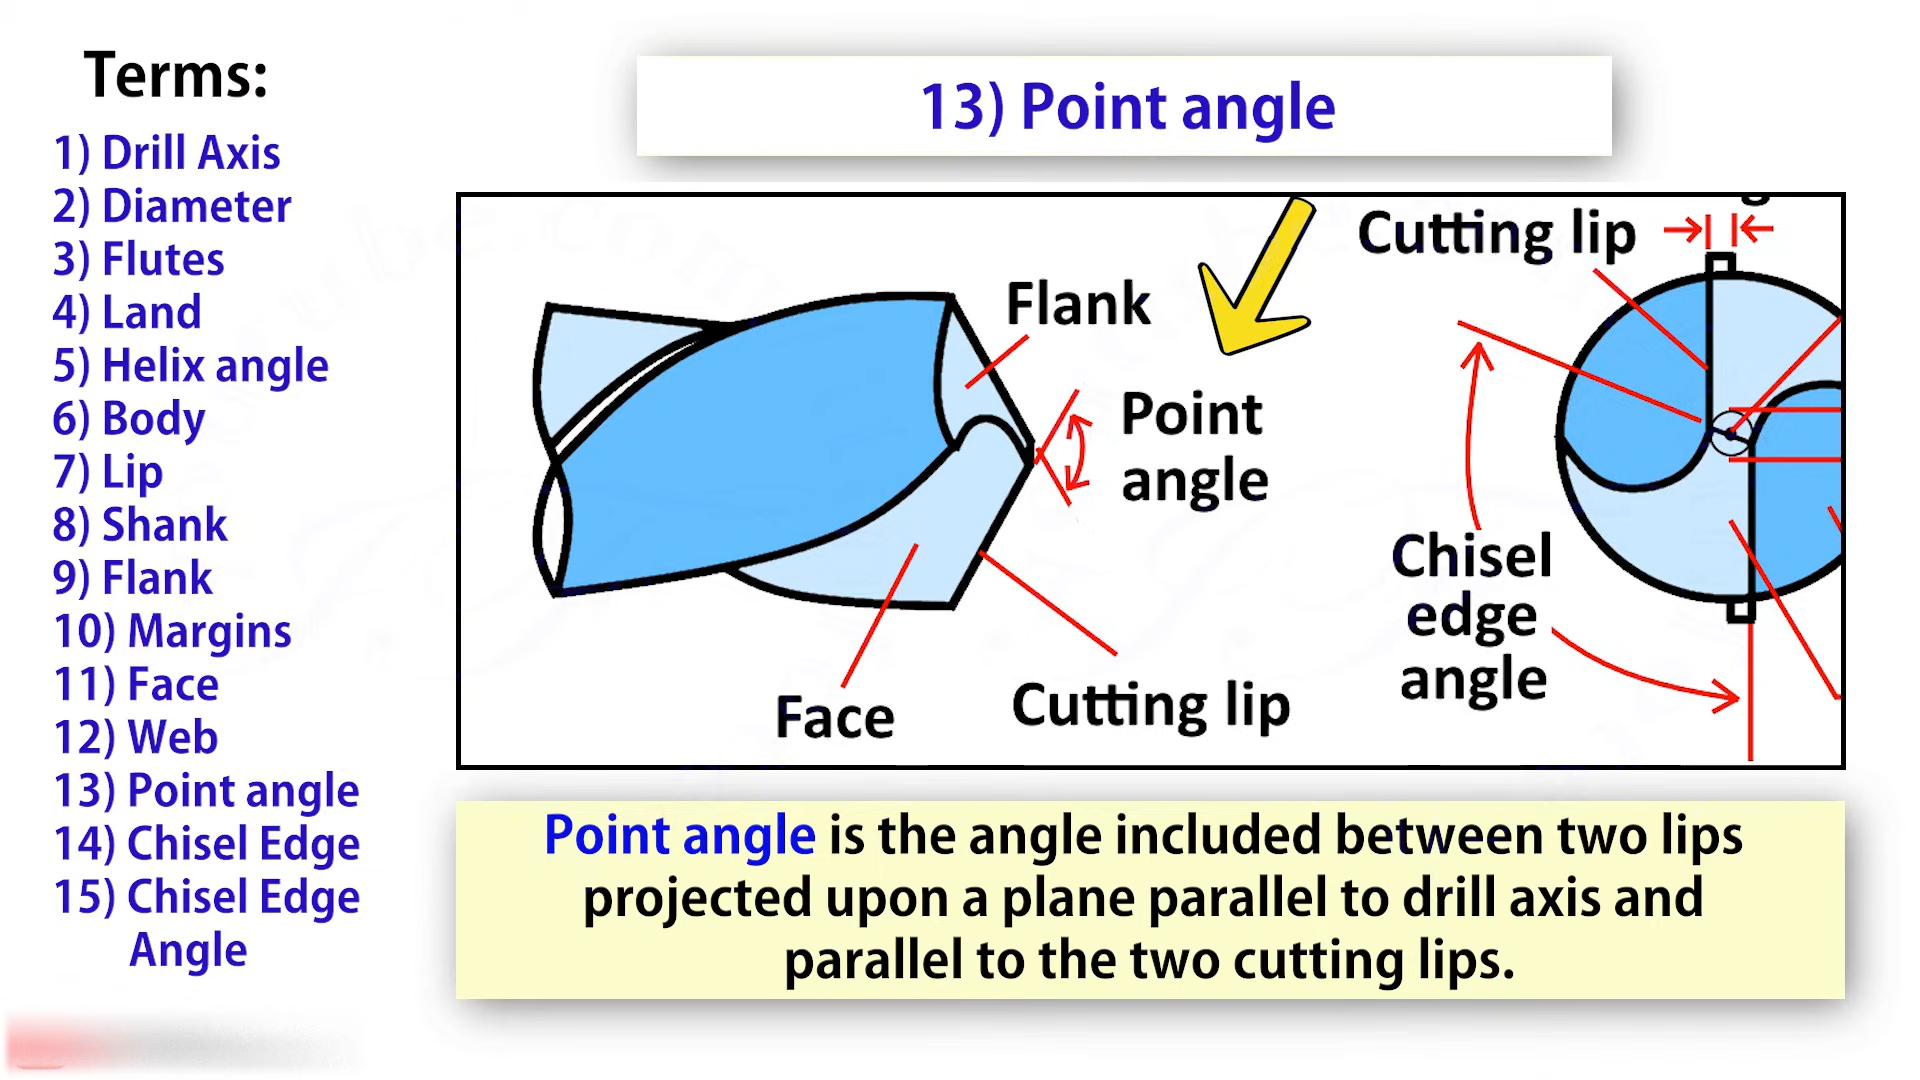 Terms:
1) Drill Axis
2) Diameter
3) Flutes
4) Land
5) Helix angle
6) Body
7) Lip
8) Shank
9) Flank
10) Margins
11) Face
12) Web
13) Point angle
14) Chisel Edge
15) Chisel Edge
Angle
13) Point angle
Flank
Point
angle
Face
Cutting lip
Cutting lip
Chisel
edge
angle
Point angle is the angle included between two lips
projected upon a plane parallel to drill axis and
parallel to the two cutting lips.